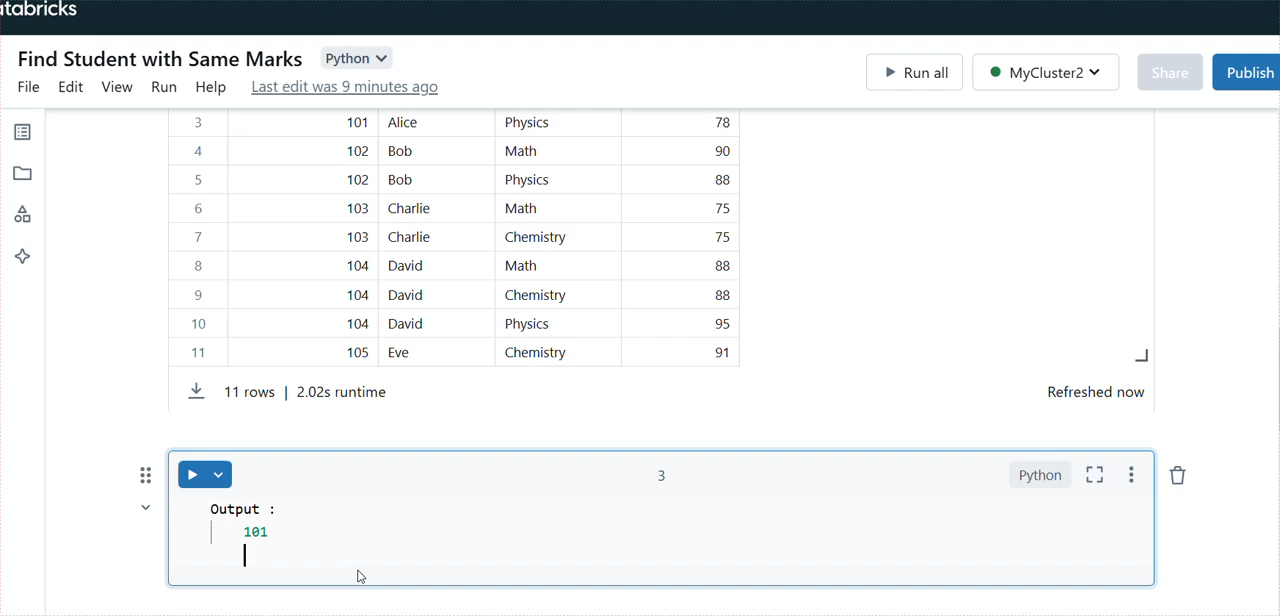 atabricks
Find Student with Same Marks Python
Run all MyCluster2 Share Publish
File Edit View Run Help Last edit was 9 minutes ago
3 101 Alice Physics 78
4 102 Bob Math 90
5 102 Bob Physics 88
6 103 Charlie Math 75
7 103 Charlie Chemistry 75
8 104 David Math 88
9 104 David Chemistry 88
10 104 David Physics 95
11 105 Eve Chemistry 91
11 rows | 2.02s runtime Refreshed now
3 Python
Output :
101